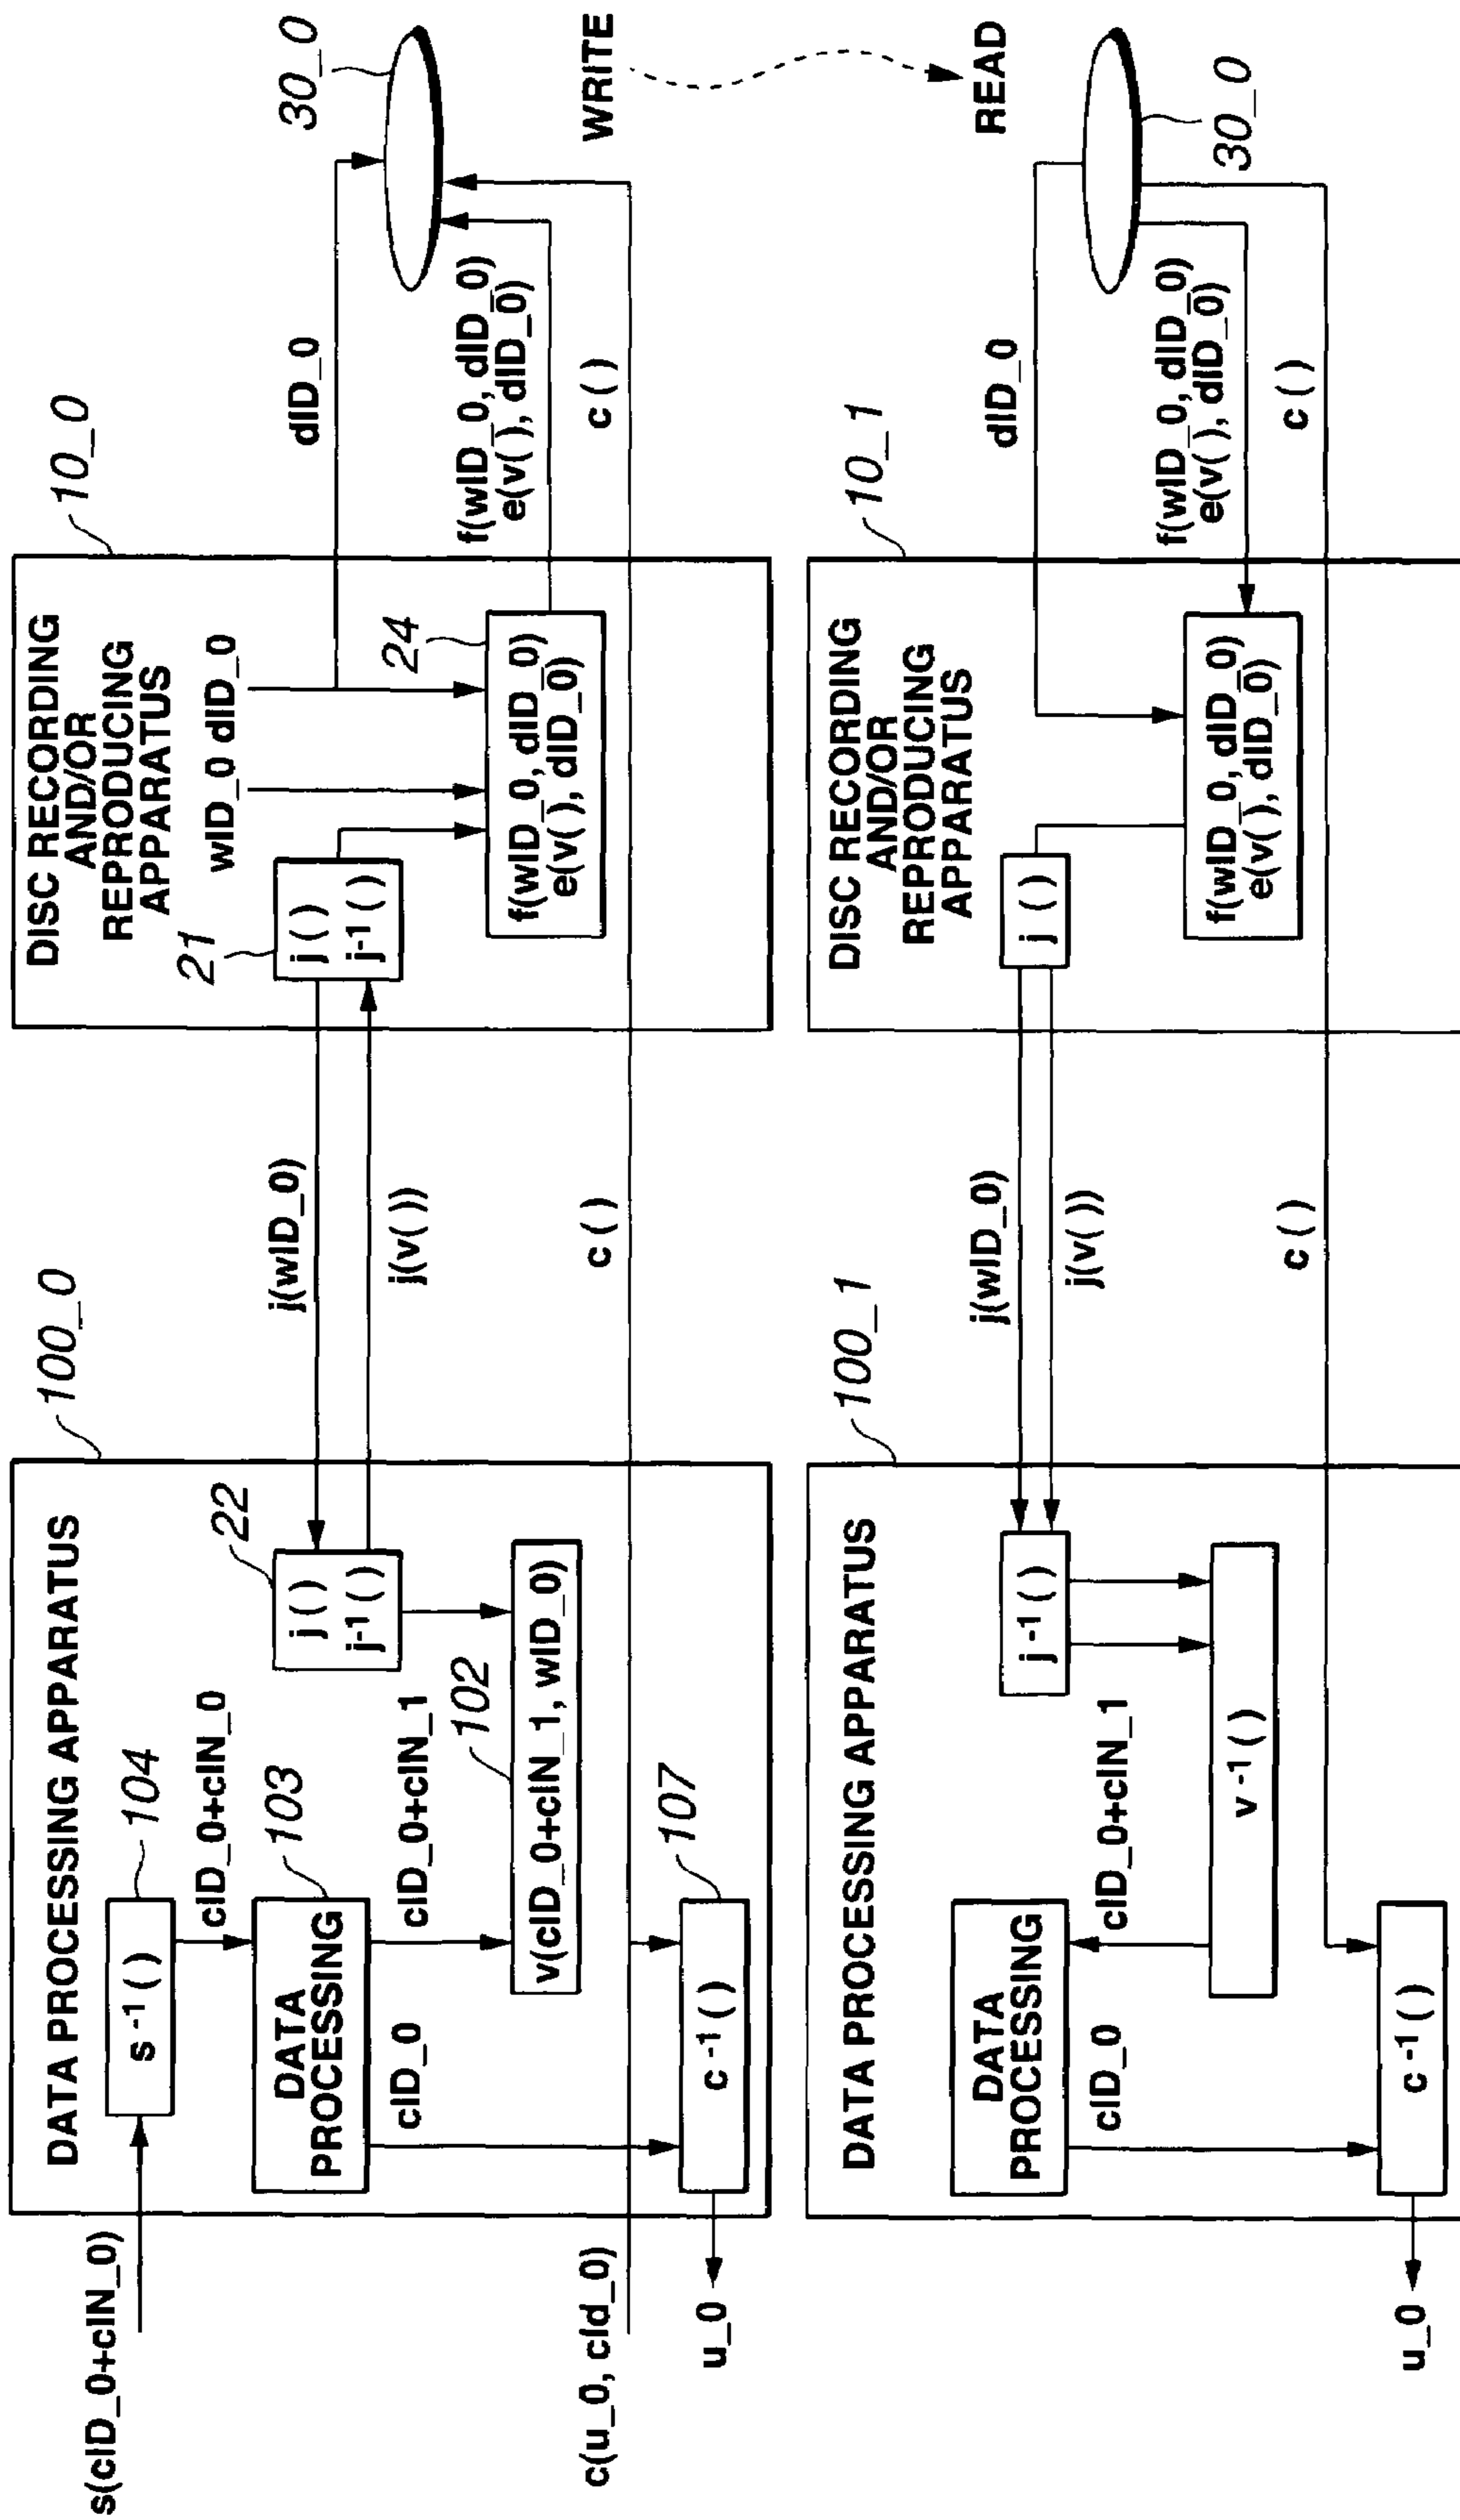 s(cID_0+cIN_0)
c(u_0, cId_0)
u_0
DATA PROCESSING APPARATUS
100_0
s-1 ( )
104
cID_0+cIN_0
DATA
PROCESSING
103
cID_0
cID_0+cIN_1
22
j ( )
j-1 ( )
102
v(cID_0+cIN_1, wID_0)
107
c-1 ( )
j(wID_0)
j(v())
c ( )
DISC RECORDING
AND/OR
REPRODUCING
APPARATUS
10_0
21
j ( )
j-1 ( )
wID_0 dID_0
24
f(wID_0, dID_0)
e(v( ), dID_0)
dID_0
f(wID_0, dID_0)
e(v( ), dID_0)
c ( )
30_0
WRITE
READ
u_0
DATA PROCESSING APPARATUS
100_1
DATA
PROCESSING
cID_0
cID_0+cIN_1
j-1 ( )
v-1 ( )
c-1 ( )
j(wID_0)
j(v())
c ( )
DISC RECORDING
AND/OR
REPRODUCING
APPARATUS
10_1
j ( )
f(wID_0, dID_0)
e(v( ), dID_0)
dID_0
f(wID_0, dID_0)
e(v( ), dID_0)
c ( )
30_0